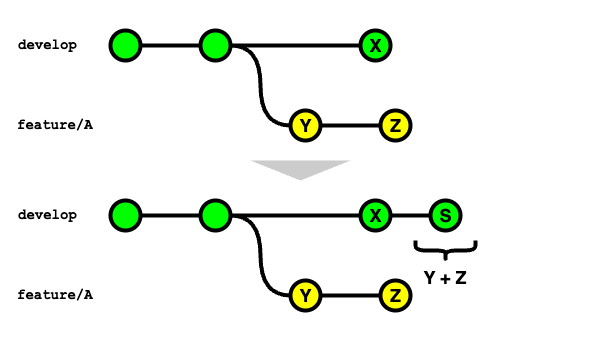 develop X
feature/A Y Z
develop X S
Y + Z
feature/A Y Z